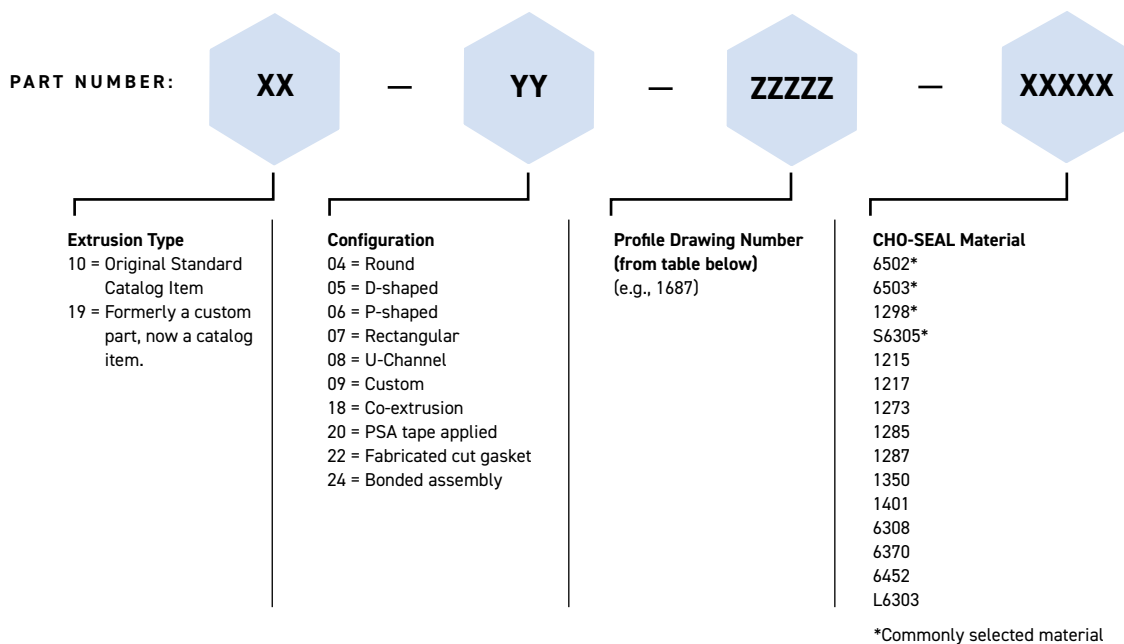 PART NUMBER:
XX — YY — ZZZZZ — XXXXX
Extrusion Type
10 = Original Standard
Catalog Item
19 = Formerly a custom
part, now a catalog
item.
Configuration
04 = Round
05 = D-shaped
06 = P-shaped
07 = Rectangular
08 = U-Channel
09 = Custom
18 = Co-extrusion
20 = PSA tape applied
22 = Fabricated cut gasket
24 = Bonded assembly
Profile Drawing Number
(from table below)
(e.g., 1687)
CHO-SEAL Material
6502*
6503*
1298*
S6305*
1215
1217
1273
1285
1287
1350
1401
6308
6370
6452
L6303
*Commonly selected material